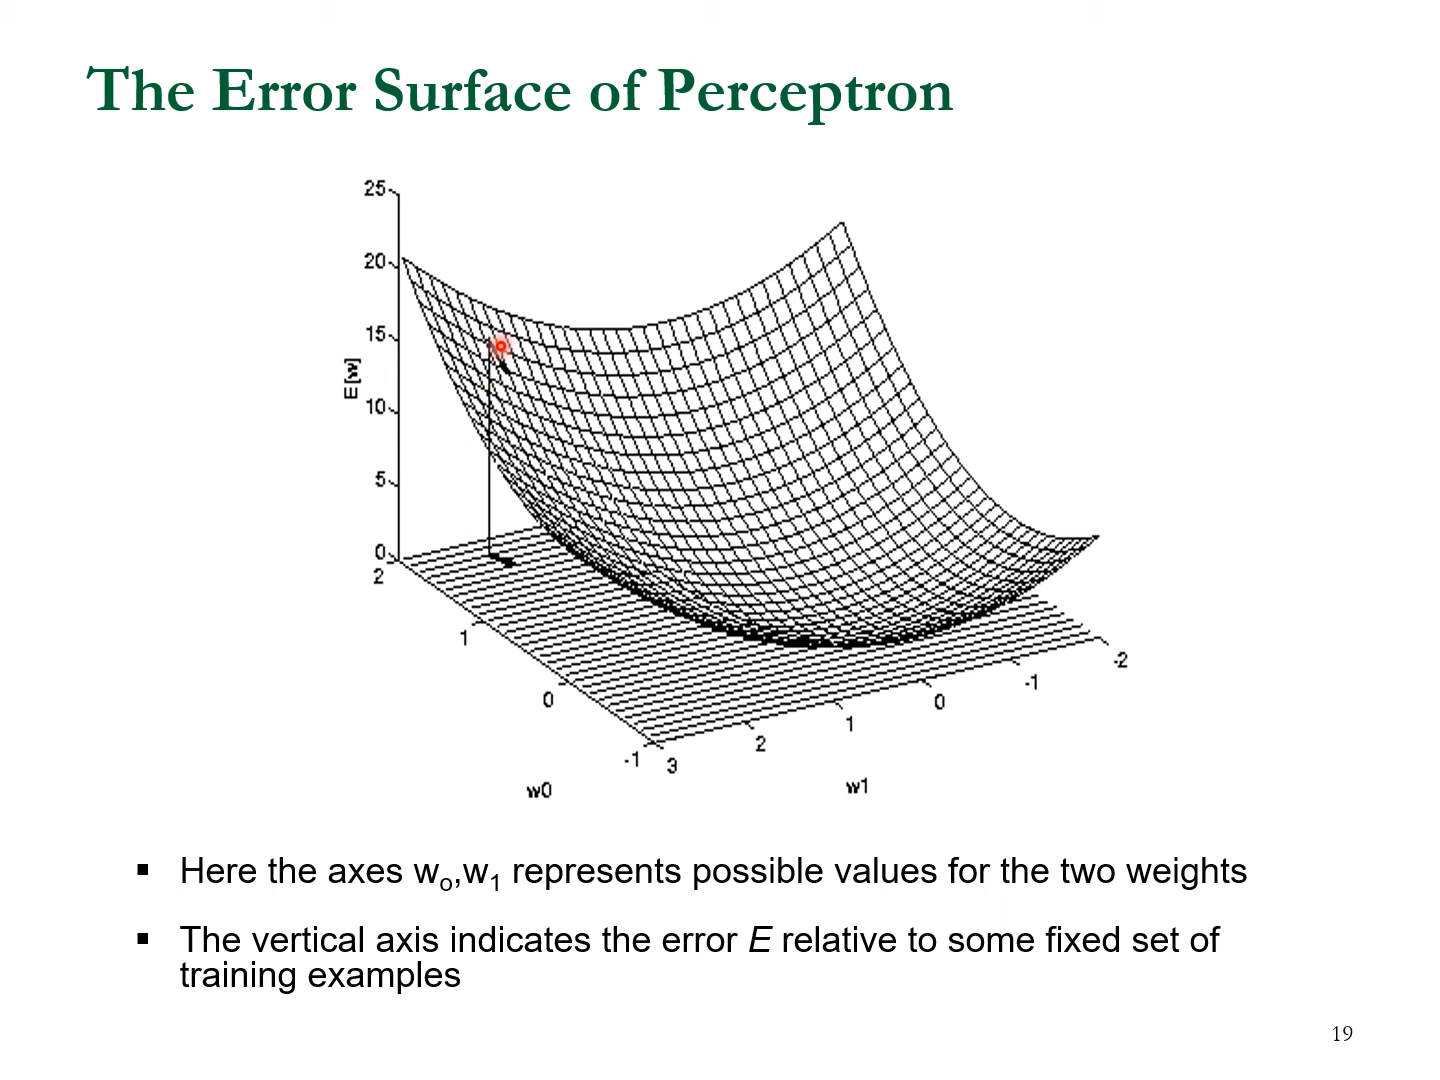 The Error Surface of Perceptron
25
20
15
10
5
0
E[w]
2
1
0
-1
w0
3
2
1
0
-1
-2
w1
▪ Here the axes wo,w1 represents possible values for the two weights
▪ The vertical axis indicates the error E relative to some fixed set of
training examples
19